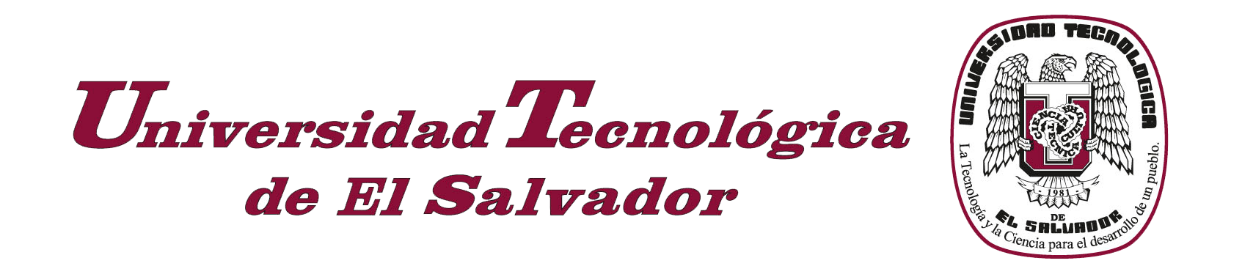 Universidad Tecnológica
de El Salvador
UNIVERSIDAD TECNOLOGICA
CIENCIA
TECNICA
1981
DE
EL SALVADOR
La Tecnología y la Ciencia para el desarrollo de un pueblo.